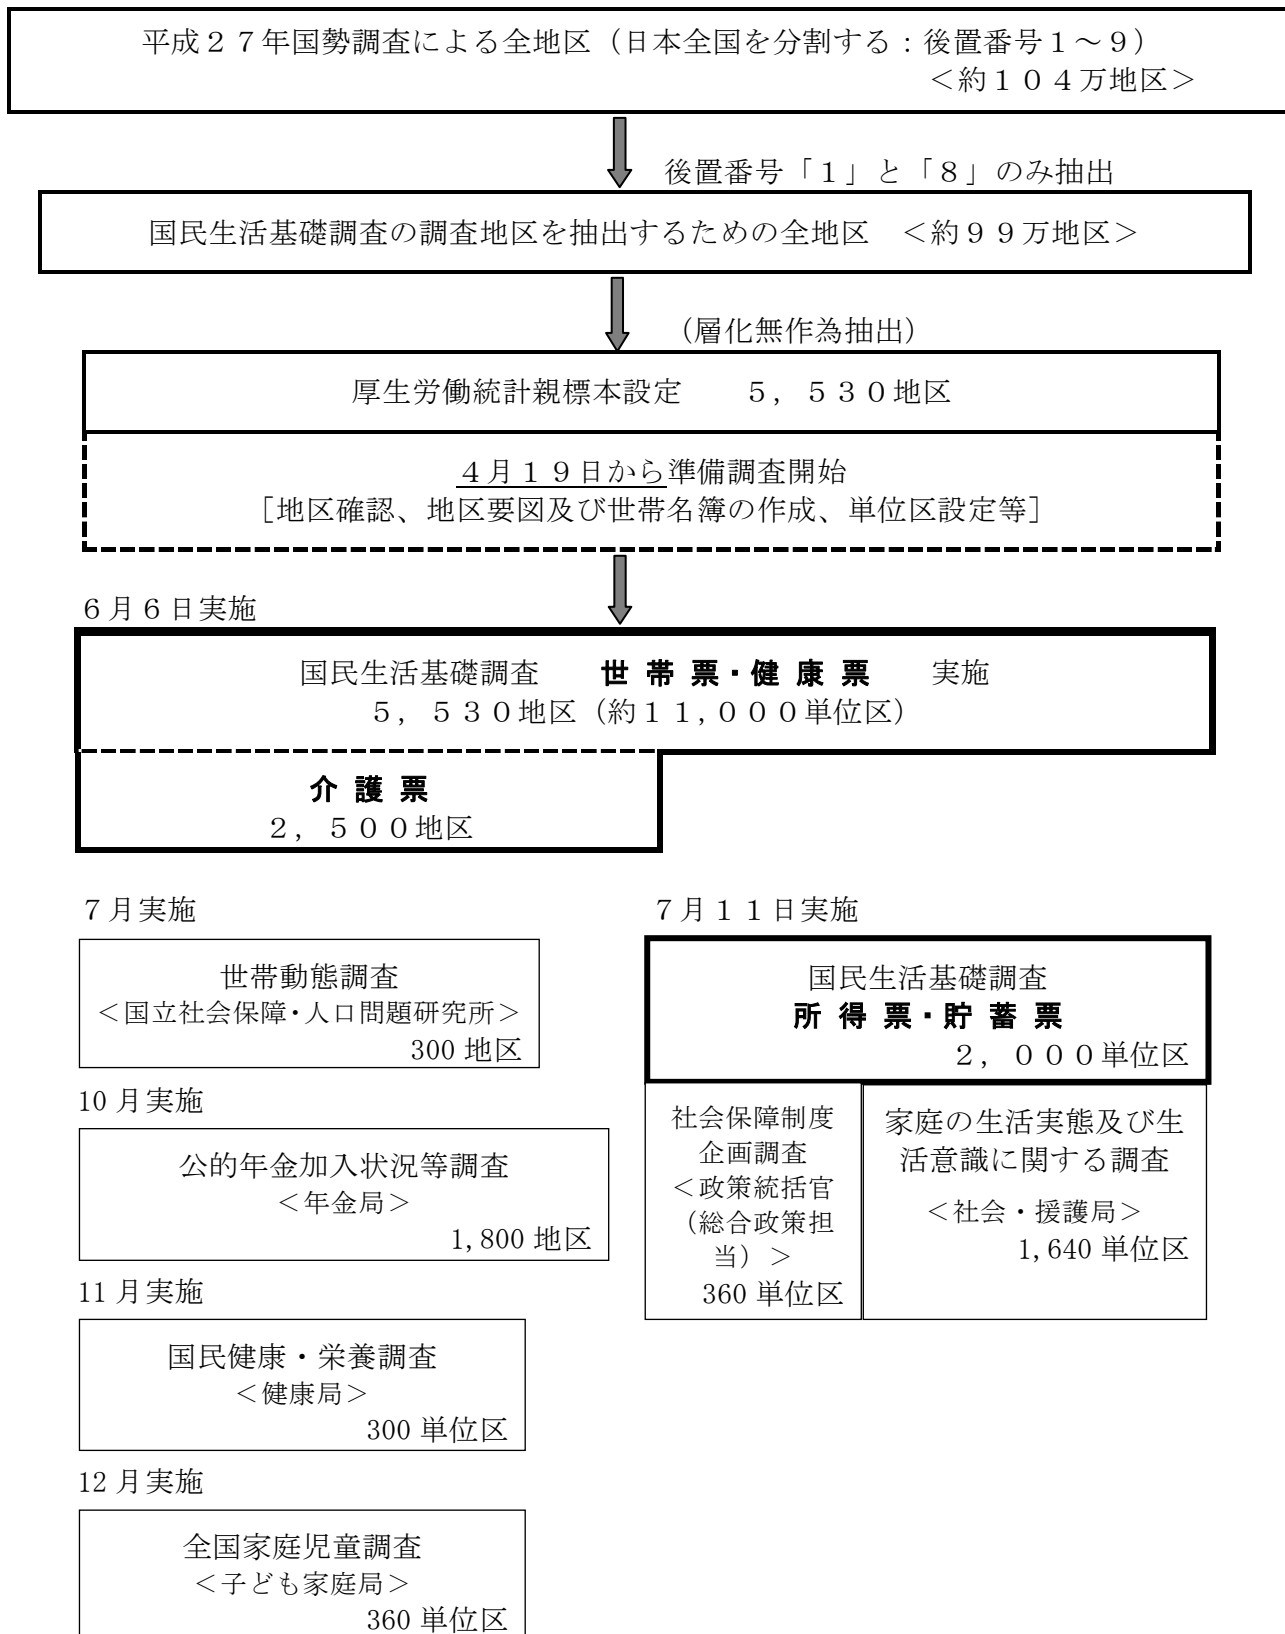 平成２７年国勢調査による全地区（日本全国を分割する：後置番号１～９）
＜約１０４万地区＞
後置番号「１」と「８」のみ抽出
国民生活基礎調査の調査地区を抽出するための全地区　＜約９９万地区＞
（層化無作為抽出）
厚生労働統計親標本設定　　５，５３０地区
４月１９日から準備調査開始
［地区確認、地区要図及び世帯名簿の作成、単位区設定等］
６月６日実施
国民生活基礎調査　世帯票・健康票　実施
５，５３０地区（約１１,０００単位区）
介護票
２，５００地区
７月実施
世帯動態調査
＜国立社会保障・人口問題研究所＞
300 地区
10 月実施
公的年金加入状況等調査
＜年金局＞
1,800 地区
11 月実施
国民健康・栄養調査
＜健康局＞
300 単位区
12 月実施
全国家庭児童調査
＜子ども家庭局＞
360 単位区
７月１１日実施
国民生活基礎調査
所得票・貯蓄票
２，０００単位区
社会保障制度
企画調査
＜政策統括官
（総合政策担
当）＞
360 単位区
家庭の生活実態及び生
活意識に関する調査
＜社会・援護局＞
1,640 単位区